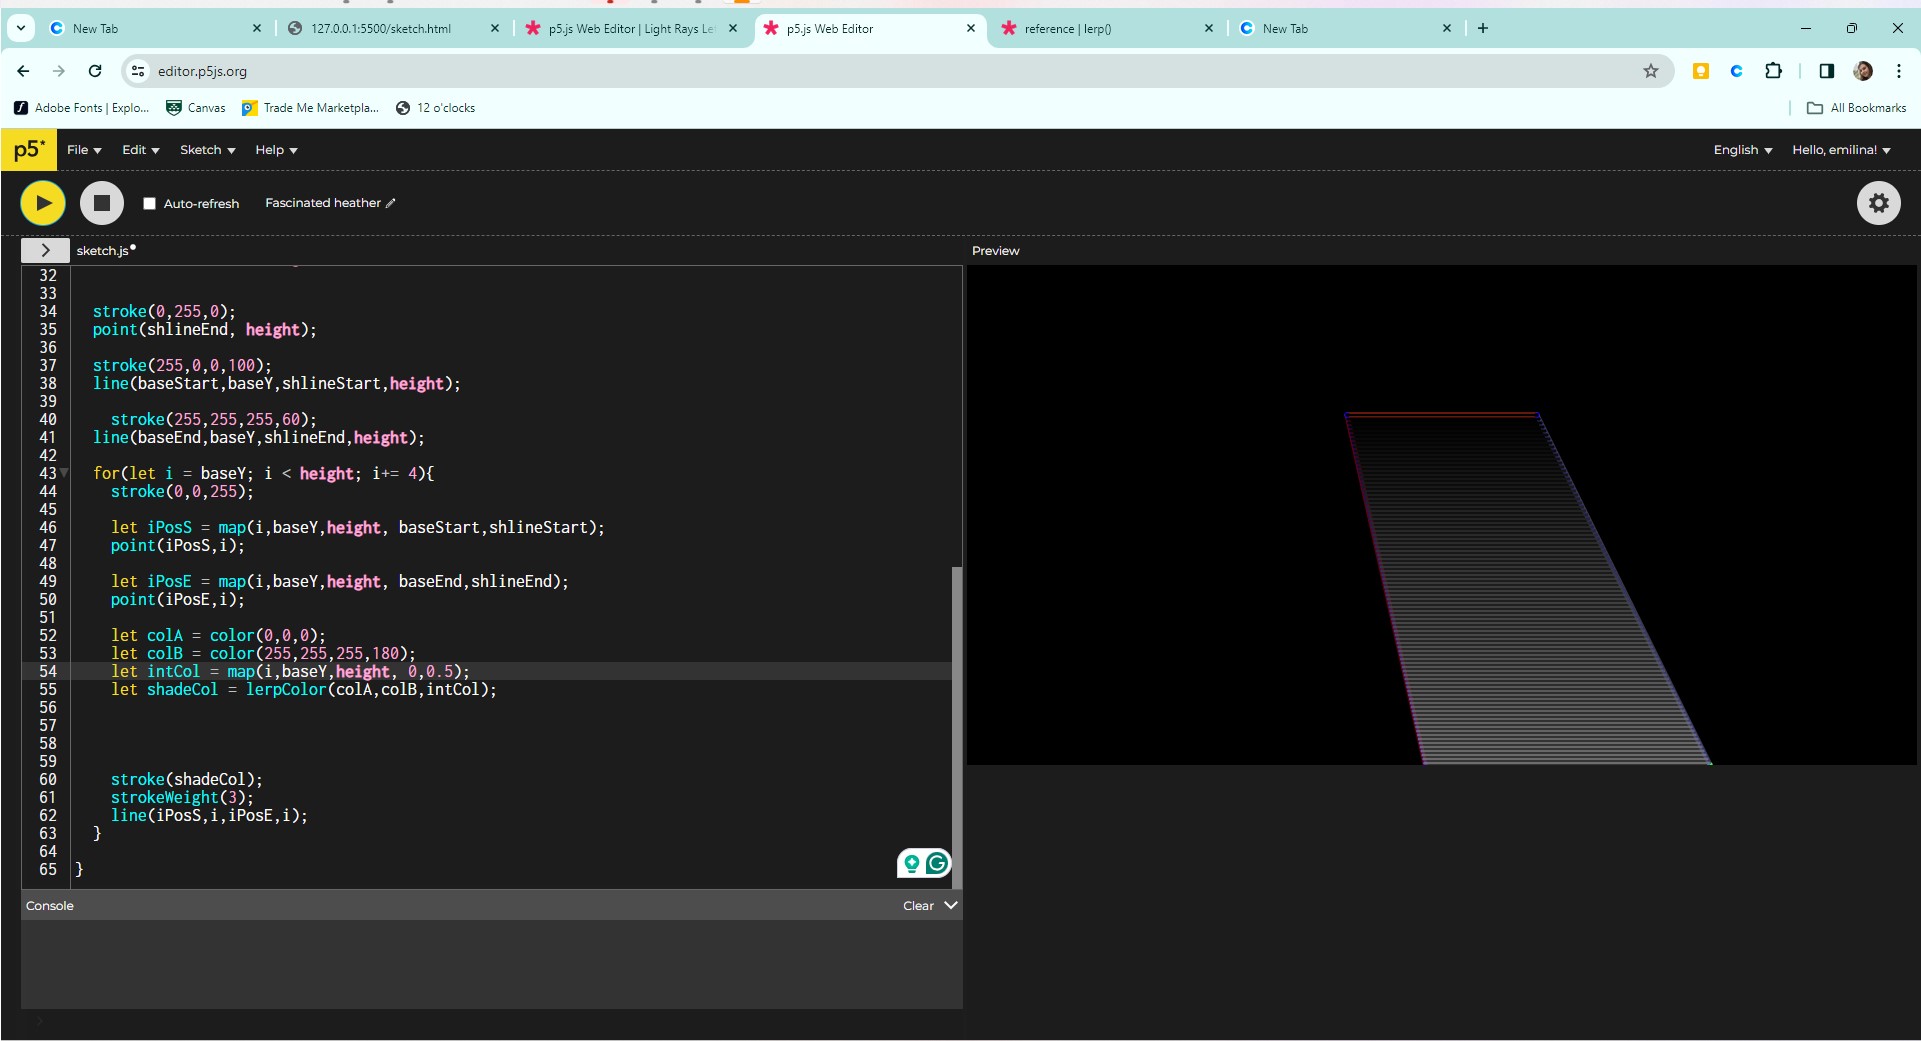 New Tab
127.0.0.1:5500/sketch.html
p5.js Web Editor | Light Rays Le
p5.js Web Editor
reference | lerp()
New Tab
editor.p5js.org
Adobe Fonts | Explo...
Canvas
Trade Me Marketpla...
12 o'clocks
All Bookmarks
p5*
File
Edit
Sketch
Help
English
Hello, emilina!
Auto-refresh
Fascinated heather
sketch.js
Preview
32
33
34 stroke(0,255,0);
35 point(shlineEnd, height);
36
37 stroke(255,0,0,100);
38 line(baseStart,baseY,shlineStart,height);
39
40 stroke(255,255,255,60);
41 line(baseEnd,baseY,shlineEnd,height);
42
43 for(let i = baseY; i < height; i+= 4){
44 stroke(0,0,255);
45
46 let iPosS = map(i,baseY,height, baseStart,shlineStart);
47 point(iPosS,i);
48
49 let iPosE = map(i,baseY,height, baseEnd,shlineEnd);
50 point(iPosE,i);
51
52 let colA = color(0,0,0);
53 let colB = color(255,255,255,180);
54 let intCol = map(i,baseY,height, 0,0.5);
55 let shadeCol = lerpColor(colA,colB,intCol);
56
57
58
59
60 stroke(shadeCol);
61 strokeWeight(3);
62 line(iPosS,i,iPosE,i);
63 }
64
65 }
Console
Clear